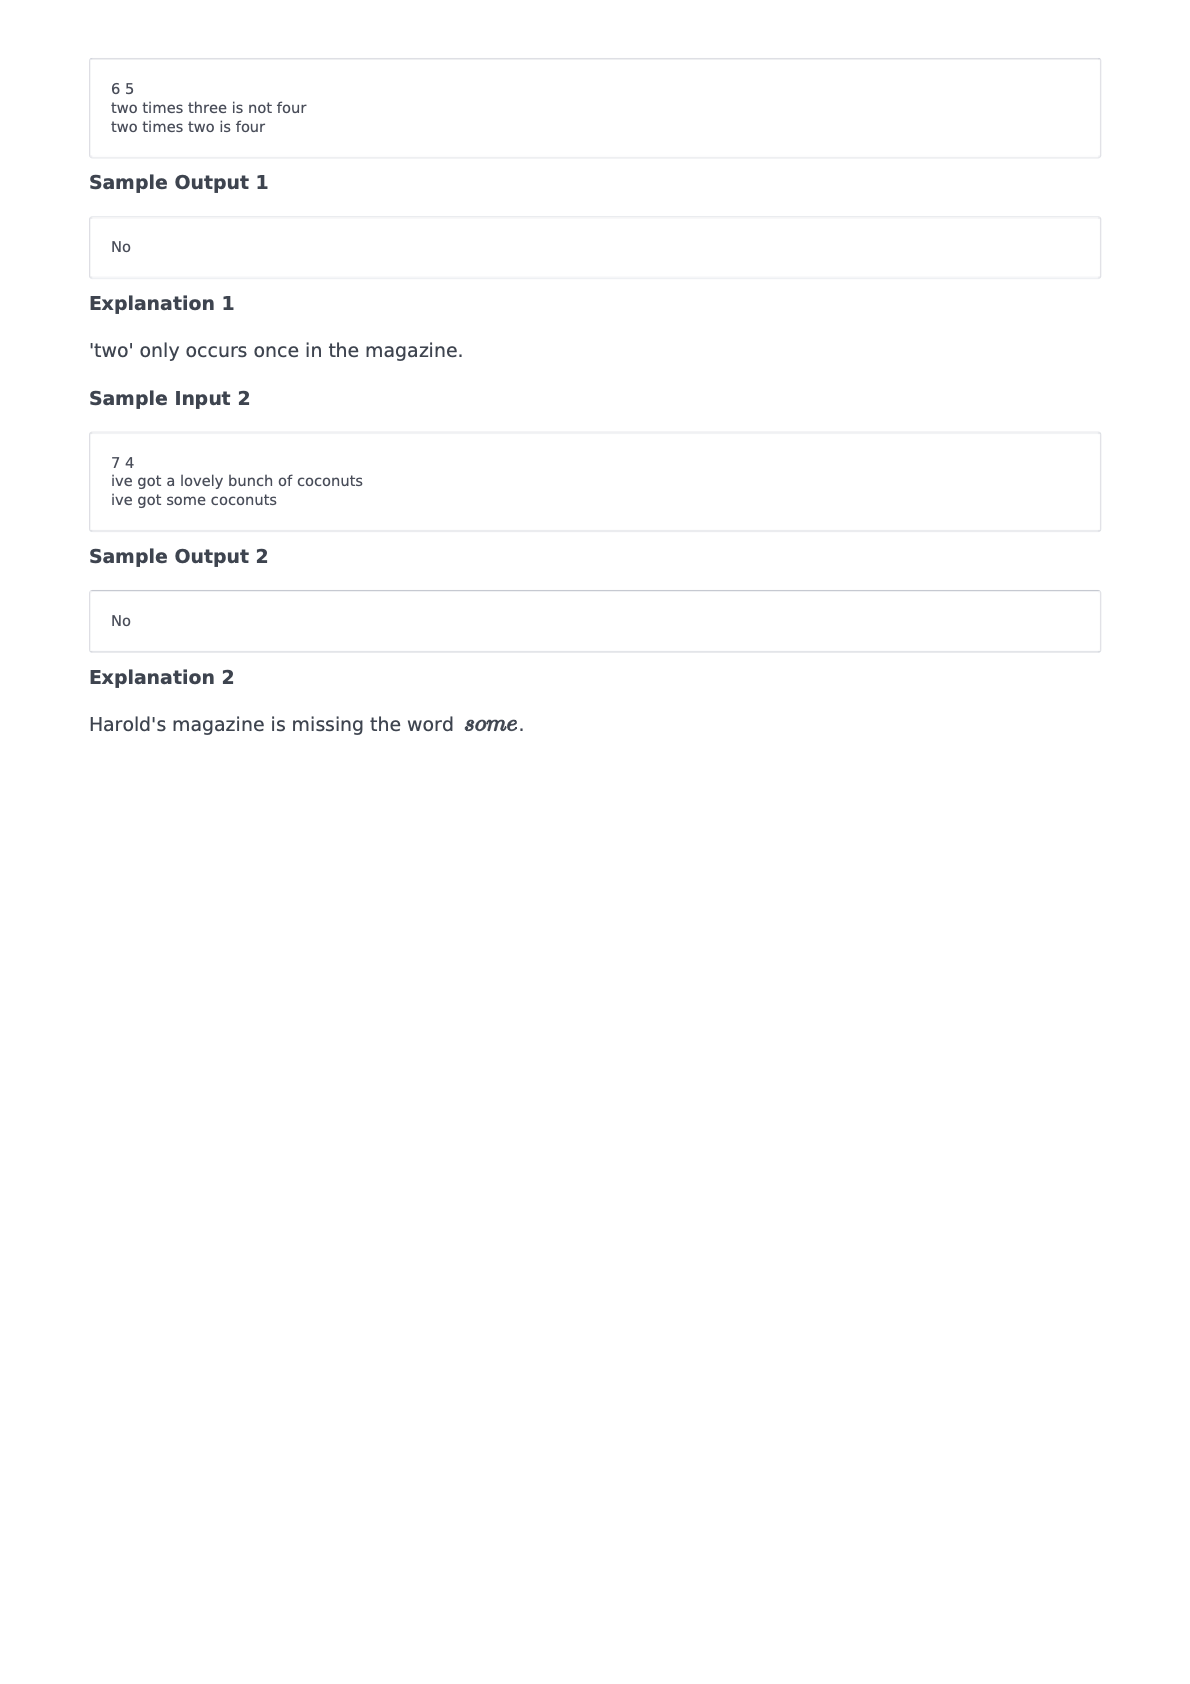 6 5
two times three is not four
two times two is four
Sample Output 1
No
Explanation 1
'two' only occurs once in the magazine.
Sample Input 2
7 4
ive got a lovely bunch of coconuts
ive got some coconuts
Sample Output 2
No
Explanation 2
Harold's magazine is missing the word some.